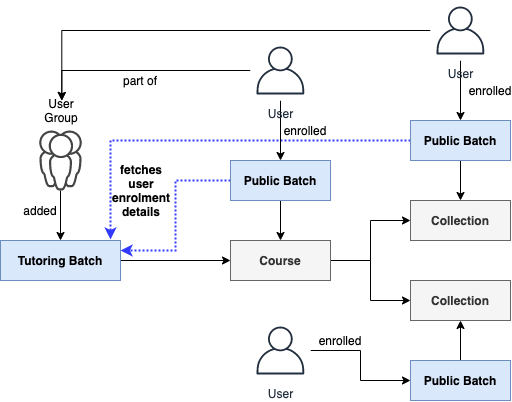 User
enrolled
part of
User
Group
User
enrolled
Public Batch
fetches
user
enrolment
details
Public Batch
added
Collection
Tutoring Batch
Course
Collection
enrolled
User
Public Batch